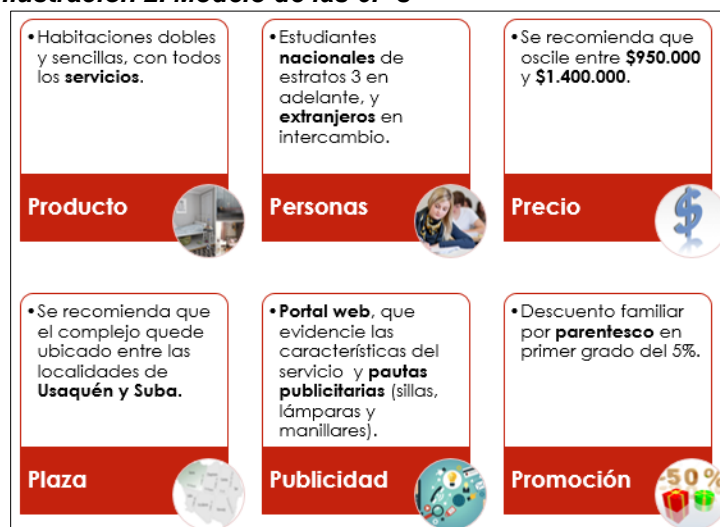 •Habitaciones dobles
y sencillas, con todos
los servicios.
Producto
•Estudiantes
nacionales de
estratos 3 en
adelante, y
extranjeros en
intercambio.
Personas
•Se recomienda que
oscile entre $950.000
y $1.400.000.
Precio
•Se recomienda que
el complejo quede
ubicado entre las
localidades de
Usaquén y Suba.
Plaza
•Portal web, que
evidencie las
características del
servicio y pautas
publicitarias (sillas,
lámparas y
manillares).
Publicidad
•Descuento familiar
por parentesco en
primer grado del 5%.
Promoción
-50%